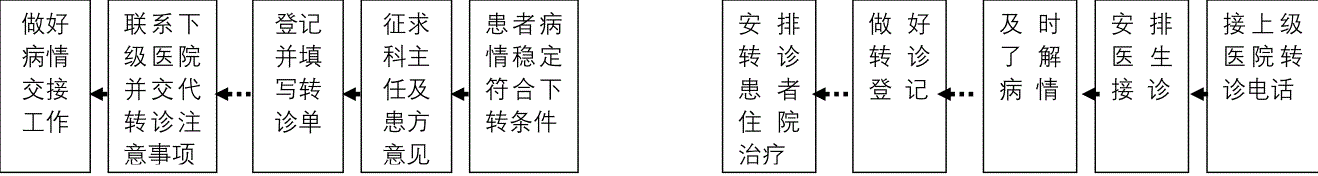 做好
病情
交接
工作
联系下
级医院
并交代
转诊注
意事项
登记
并填
写转
诊单
征求
科主
任及
患方
意见
患者病
情稳定
符合下
转条件
安排
转诊
患者
住院
治疗
做好
转诊
登记
及时
了解
病情
安排
医生
接诊
接上级
医院转
诊电话